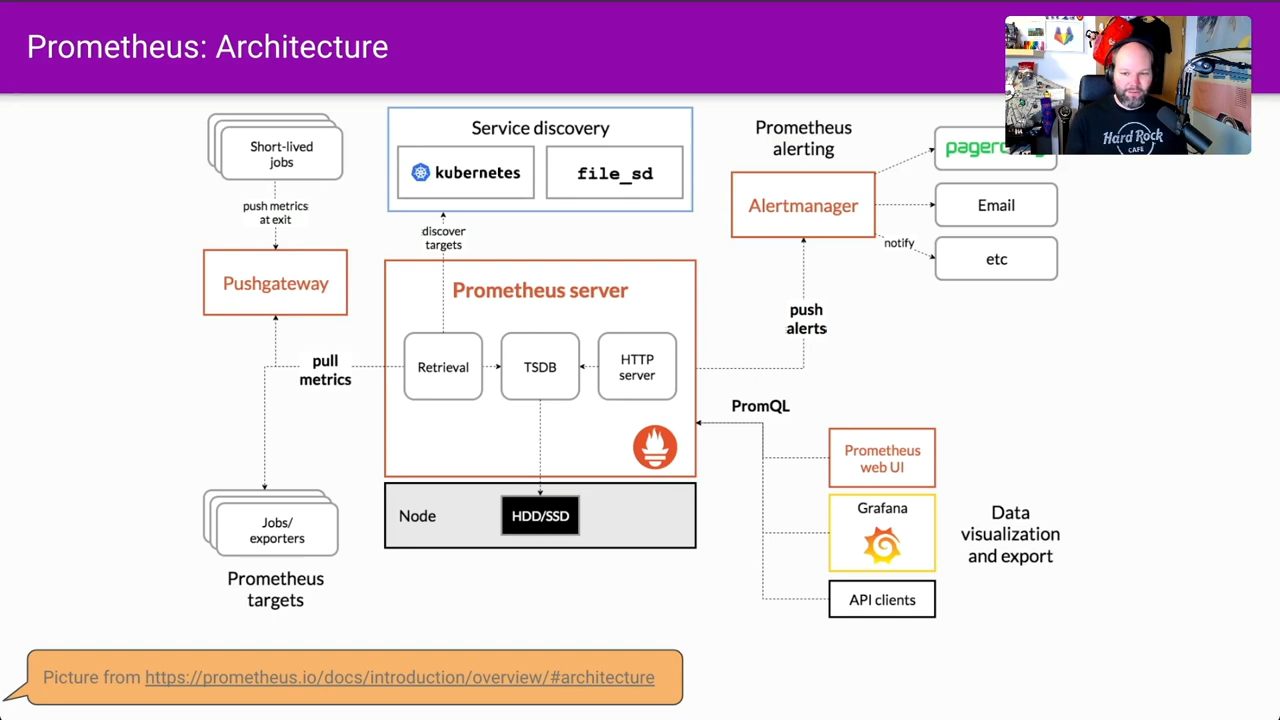 Prometheus: Architecture
Short-lived
jobs
push metrics
at exit
Pushgateway
pull
metrics
Jobs/
exporters
Prometheus
targets
Service discovery
kubernetes
file_sd
discover
targets
Prometheus server
Retrieval
TSDB
HTTP
server
Node
HDD/SSD
Prometheus
alerting
Alertmanager
Email
notify
etc
push
alerts
PromQL
Prometheus
web UI
Grafana
API clients
Data
visualization
and export
Hard Rock
CAFE
Picture from https://prometheus.io/docs/introduction/overview/#architecture